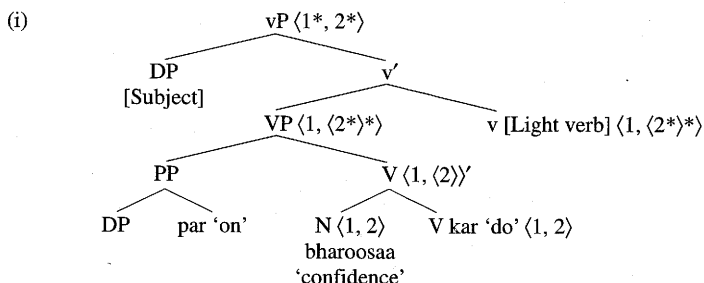 (i) vP ⟨1*, 2*⟩
DP v′
[Subject]
VP ⟨1, ⟨2*⟩*⟩ v [Light verb] ⟨1, ⟨2*⟩*⟩
PP V ⟨1, ⟨2⟩⟩′
DP par ‘on’ N ⟨1, 2⟩ V kar ‘do’ ⟨1, 2⟩
bharoosaa
‘confidence’